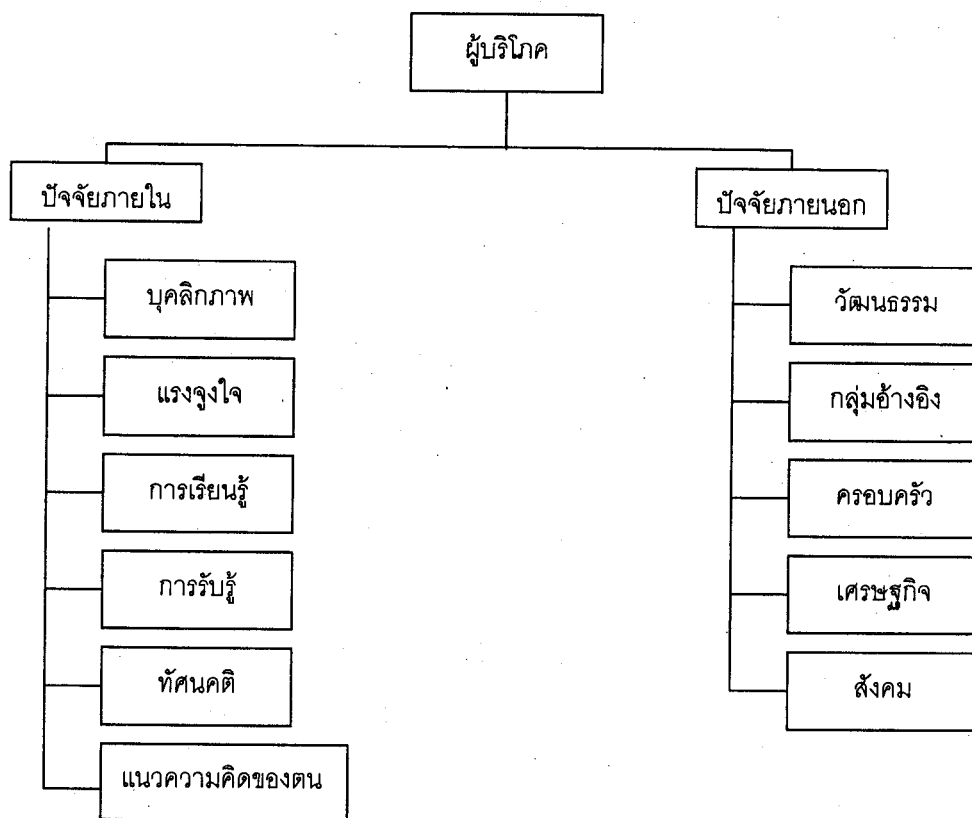 ผู้บริโภค
ปัจจัยภายใน
บุคลิกภาพ
แรงจูงใจ
การเรียนรู้
การรับรู้
ทัศนคติ
แนวความคิดของตน
ปัจจัยภายนอก
วัฒนธรรม
กลุ่มอ้างอิง
ครอบครัว
เศรษฐกิจ
สังคม